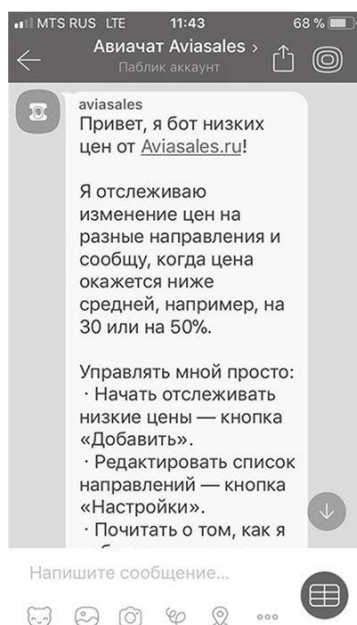 MTS RUS LTE 11:43 68 %
Авиачат Aviasales >
Паблик аккаунт
aviasales
Привет, я бот низких
цен от Aviasales.ru!
Я отслеживаю
изменение цен на
разные направления и
сообщу, когда цена
окажется ниже
средней, например, на
30 или на 50%.
Управлять мной просто:
· Начать отслеживать
низкие цены — кнопка
«Добавить».
· Редактировать список
направлений — кнопка
«Настройки».
· Почитать о том, как я
Напишите сообщение...